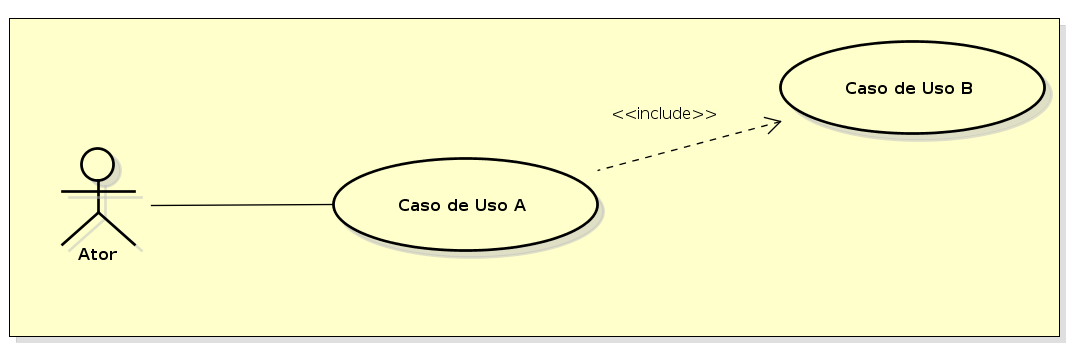 Caso de Uso B
<<include>>
Caso de Uso A
Ator